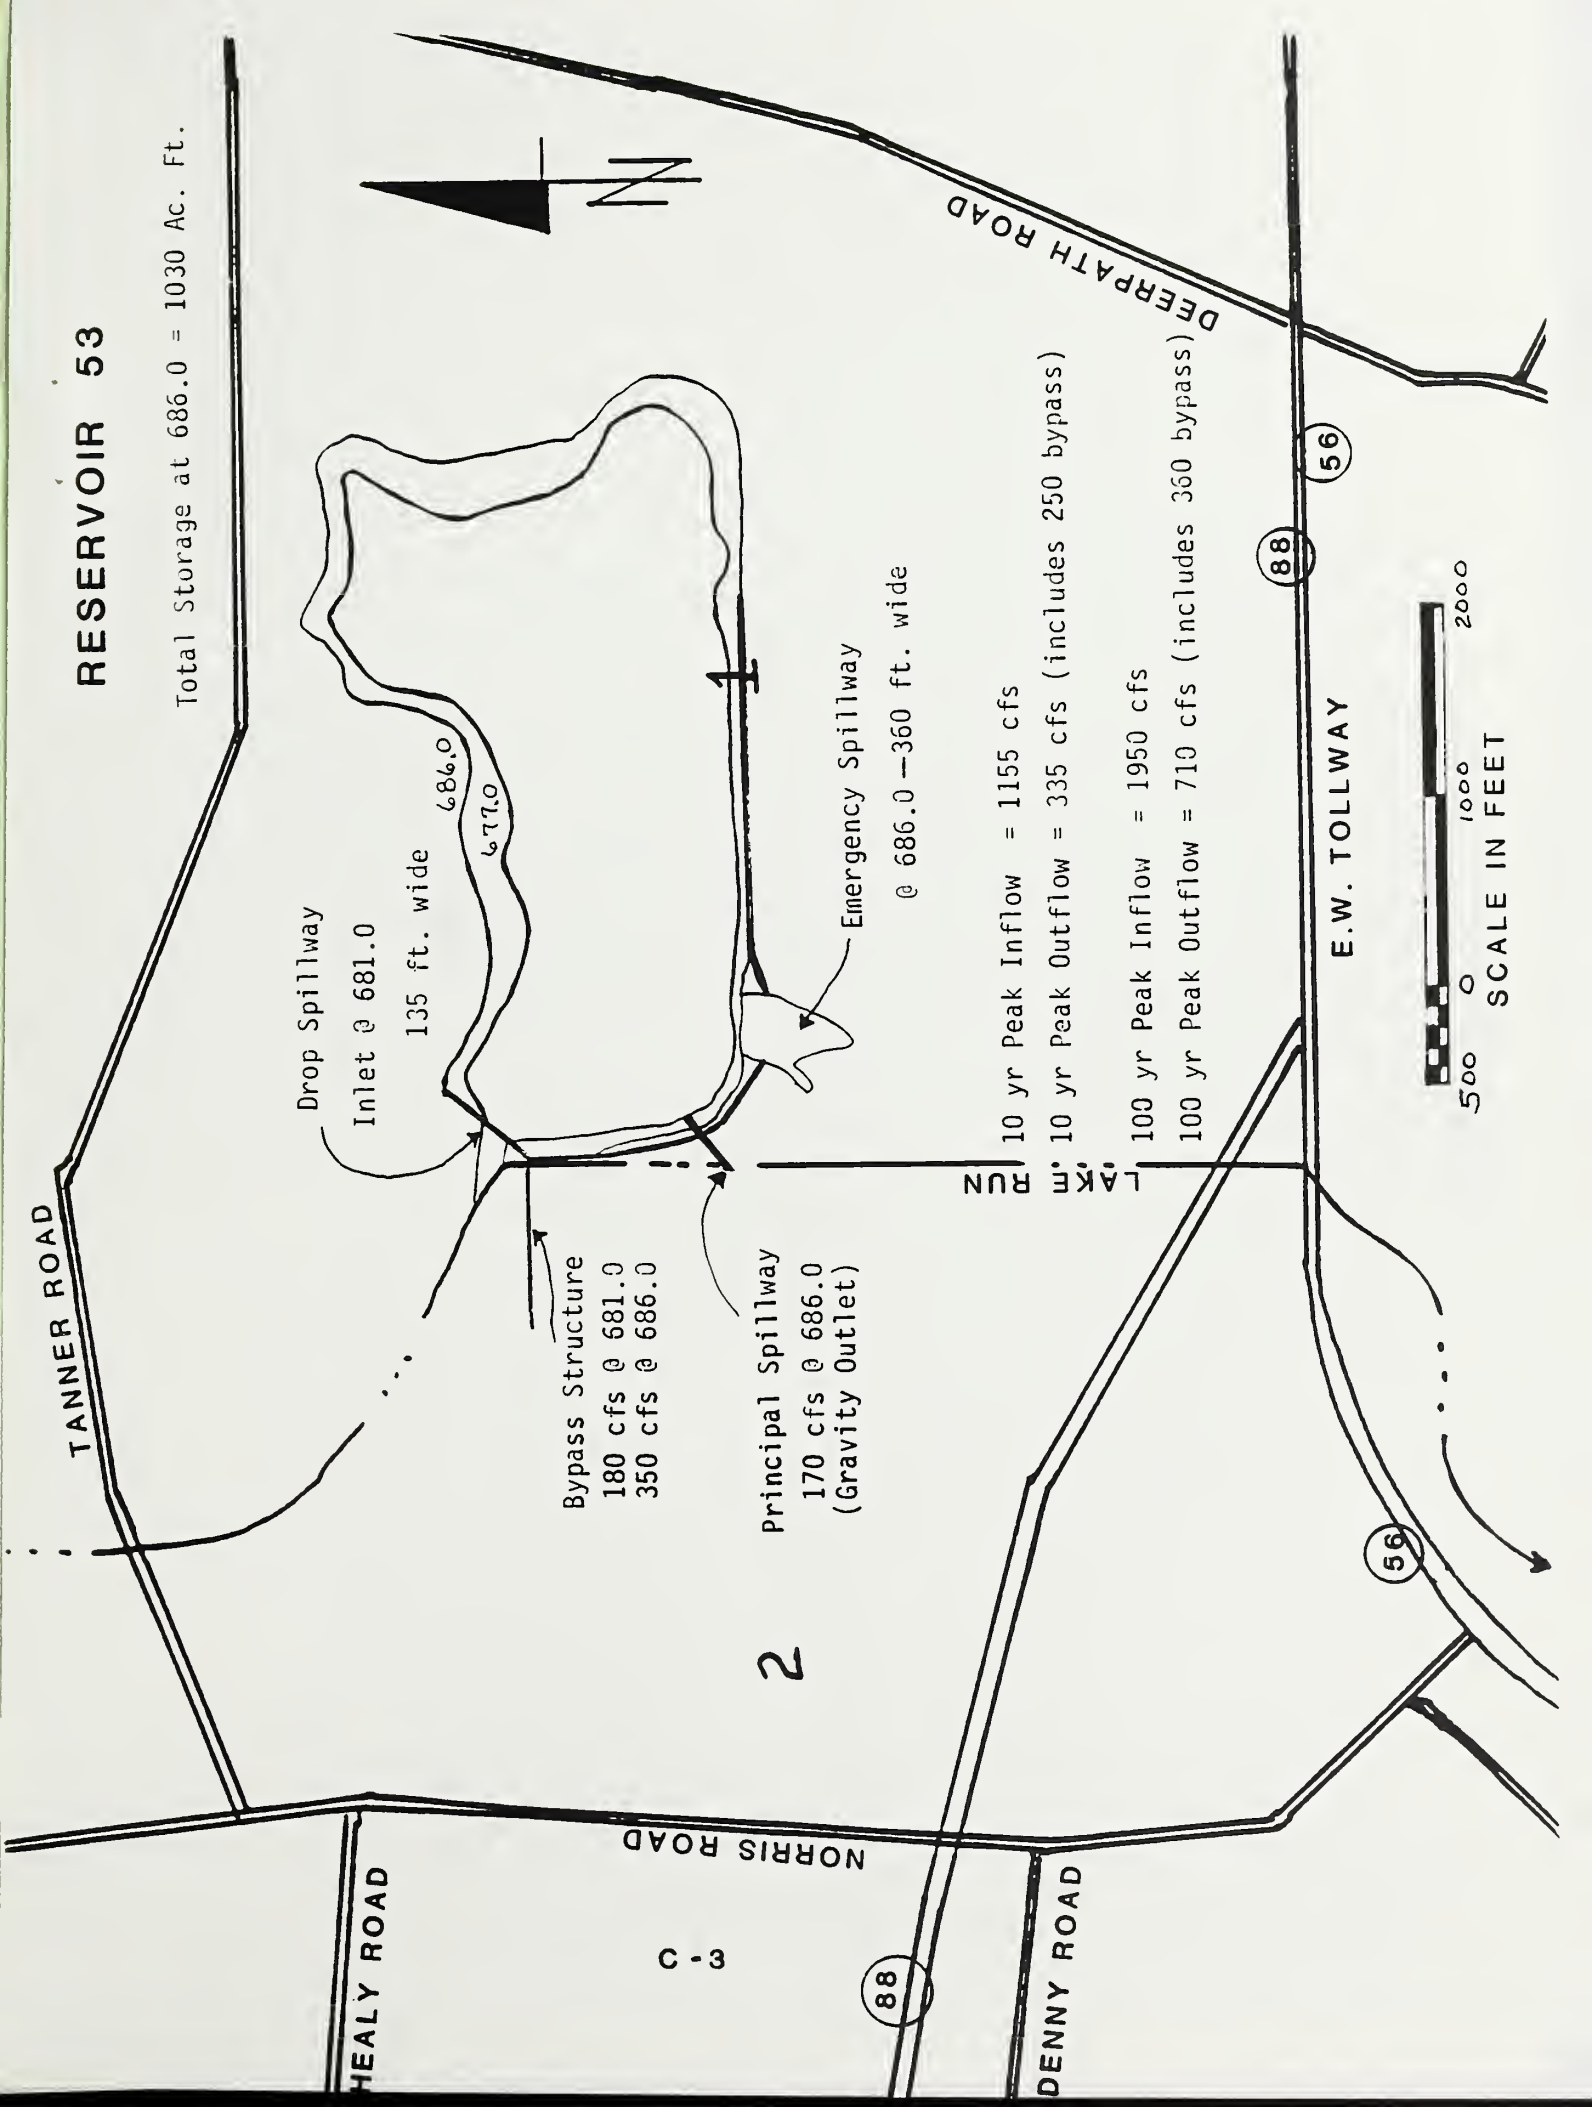 RESERVOIR 53
Total Storage at 686.0 = 1030 Ac. Ft.
N
TANNER ROAD
DEERPATH ROAD
Drop Spillway
Inlet @ 681.0
135 ft. wide
686.0
677.0
1
Bypass Structure
180 cfs @ 681.0
350 cfs @ 686.0
Principal Spillway
170 cfs @ 686.0
(Gravity Outlet)
Emergency Spillway
@ 686.0—360 ft. wide
10 yr Peak Inflow = 1155 cfs
10 yr Peak Outflow = 335 cfs (includes 250 bypass)
100 yr Peak Inflow = 1950 cfs
100 yr Peak Outflow = 710 cfs (includes 360 bypass)
LAKE RUN
2
HEALY ROAD
NORRIS ROAD
C-3
88
DENNY ROAD
56
88
56
E.W. TOLLWAY
500 0 1000 2000
SCALE IN FEET